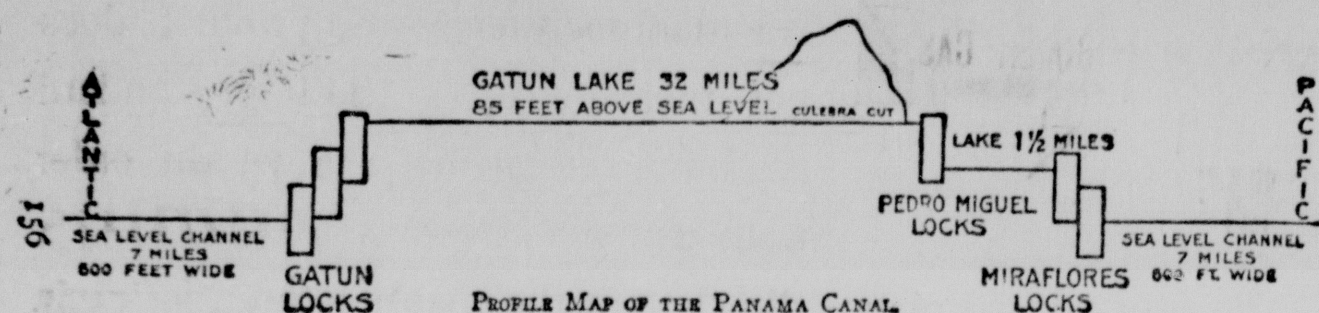 ATLANTIC
156
SEA LEVEL CHANNEL
7 MILES
600 FEET WIDE
GATUN
LOCKS
GATUN LAKE 32 MILES
85 FEET ABOVE SEA LEVEL
CULEBRA CUT
LAKE 1½ MILES
PEDRO MIGUEL
LOCKS
MIRAFLORES
LOCKS
PACIFIC
SEA LEVEL CHANNEL
7 MILES
600 FT. WIDE
PROFILE MAP OF THE PANAMA CANAL.